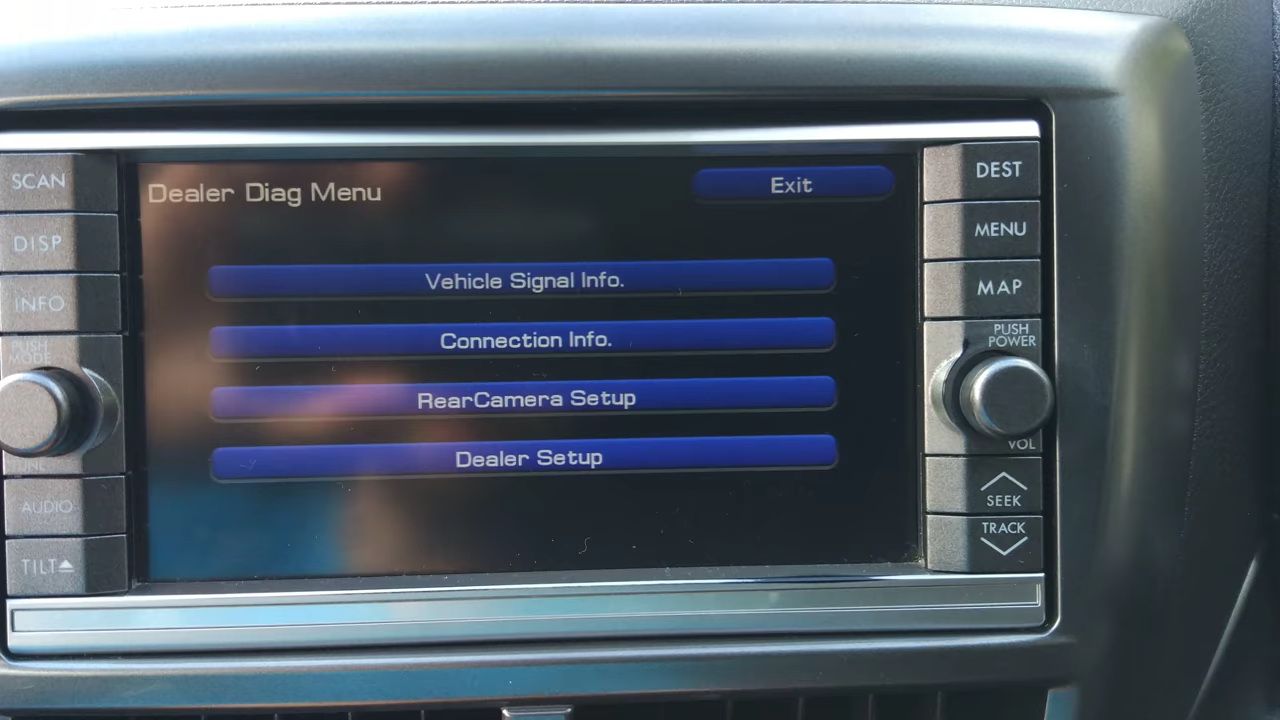 SCAN
DISP
INFO
PUSH
MODE
TUNE
AUDIO
TILT
Dealer Diag Menu
Exit
Vehicle Signal Info.
Connection Info.
RearCamera Setup
Dealer Setup
DEST
MENU
MAP
PUSH
POWER
VOL
SEEK
TRACK